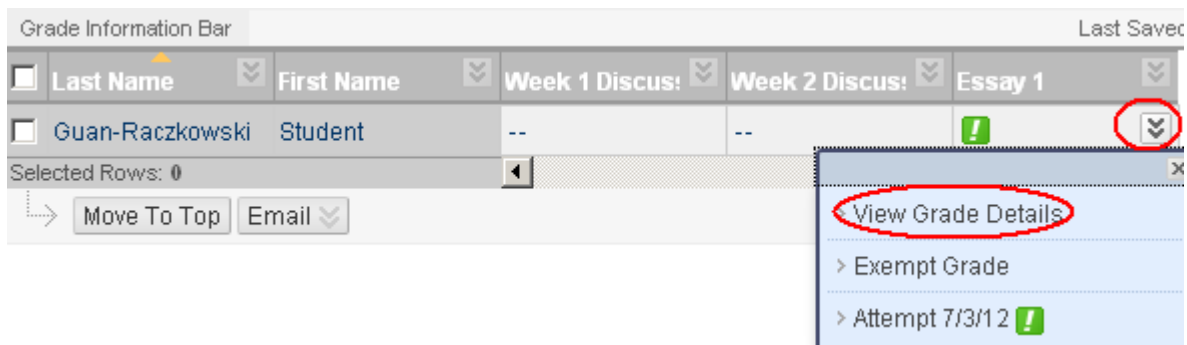 Grade Information Bar Last Saved
Last Name First Name Week 1 Discus: Week 2 Discus: Essay 1
Guan-Raczkowski Student -- -- !
Selected Rows: 0
Move To Top Email
> View Grade Details
> Exempt Grade
> Attempt 7/3/12 !